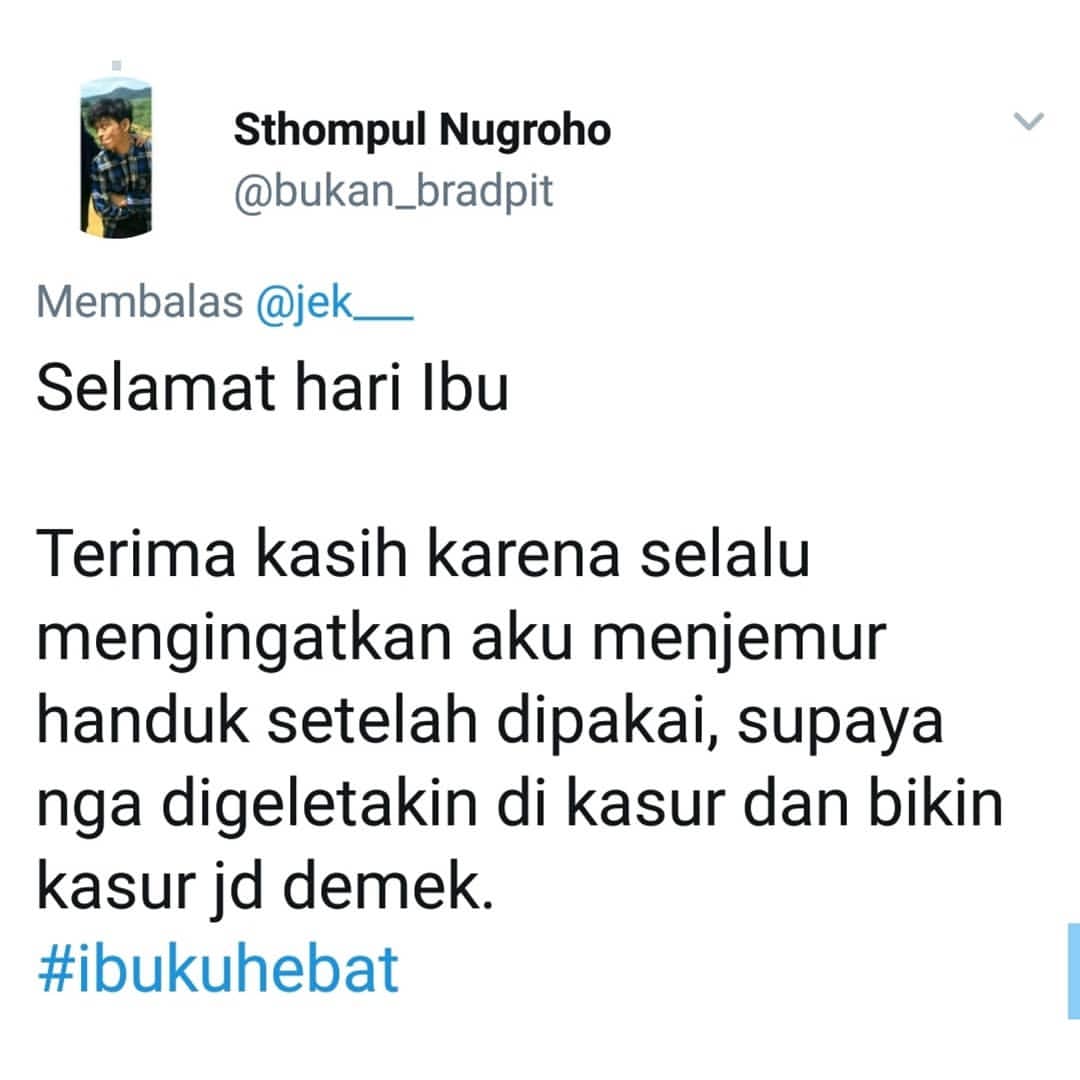 Sthompul Nugroho
@bukan_bradpit
Membalas @jek___
Selamat hari Ibu
Terima kasih karena selalu
mengingatkan aku menjemur
handuk setelah dipakai, supaya
nga digeletakin di kasur dan bikin
kasur jd demek.
#ibukuhebat